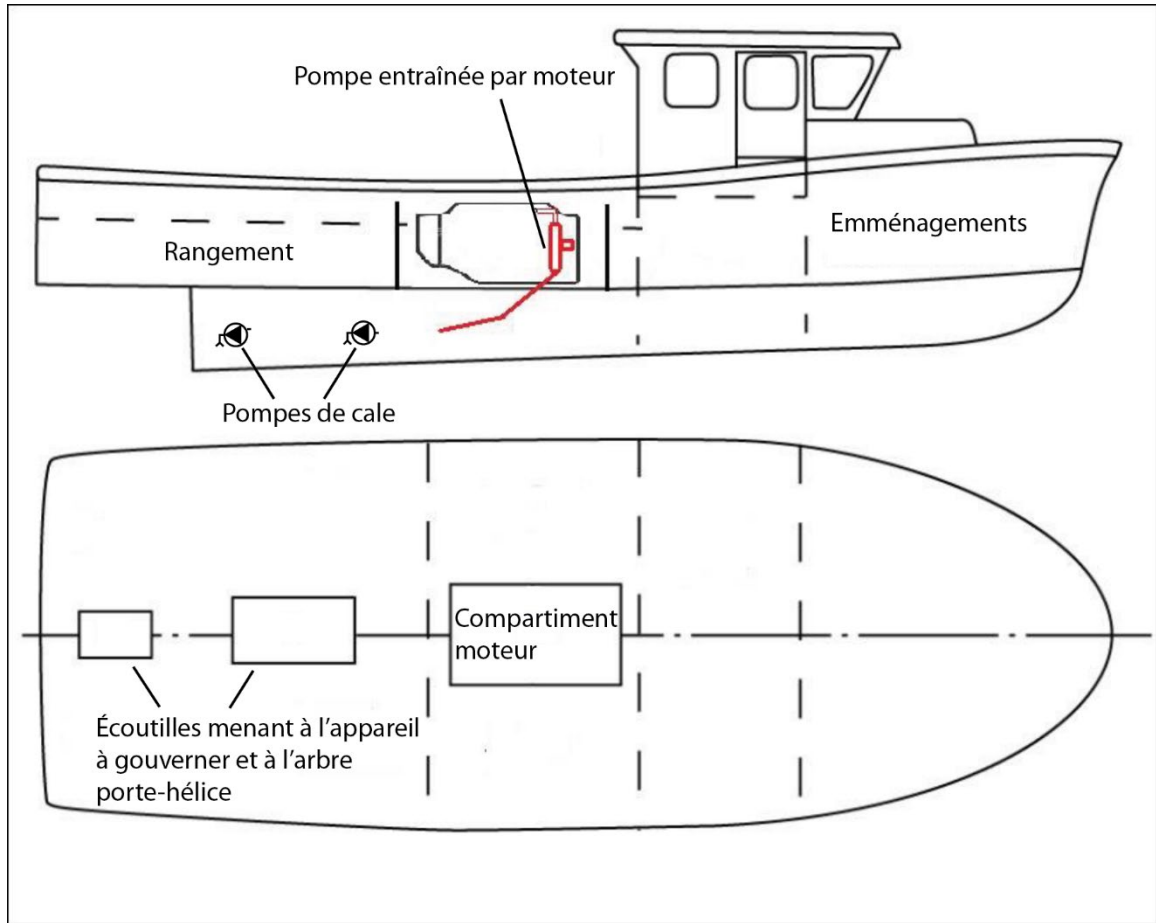 Pompe entraînée par moteur
Emménagements
Rangement
Pompes de cale
Compartiment
moteur
Écoutilles menant à l'appareil
à gouverner et à l'arbre
porte-hélice